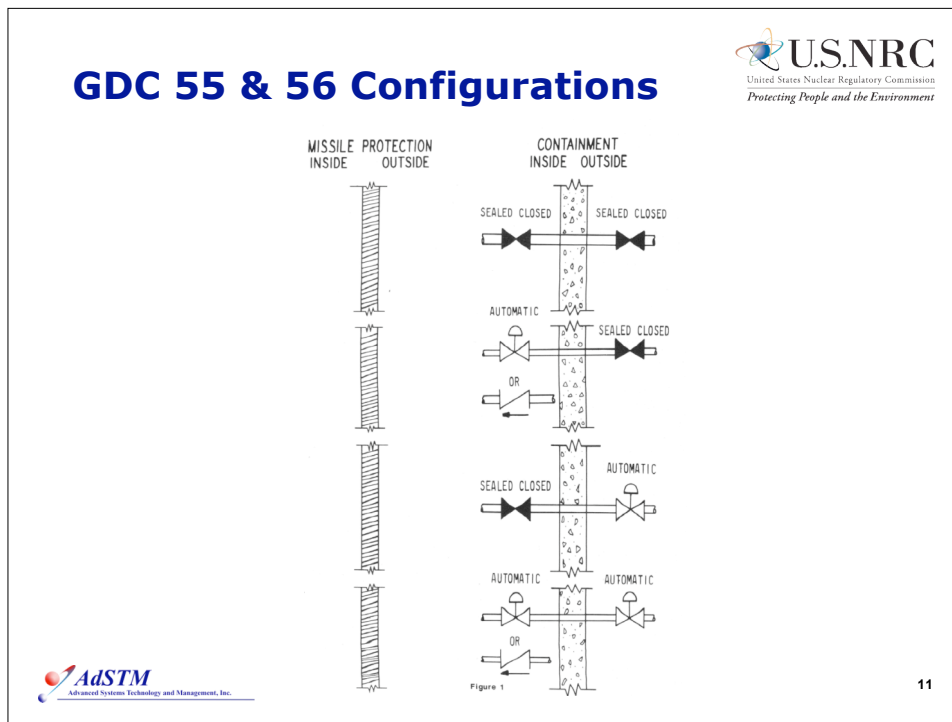 GDC 55 & 56 Configurations
U.S.NRC
United States Nuclear Regulatory Commission
Protecting People and the Environment
MISSILE PROTECTION
INSIDE OUTSIDE
CONTAINMENT
INSIDE OUTSIDE
SEALED CLOSED SEALED CLOSED
AUTOMATIC
SEALED CLOSED
OR
AUTOMATIC
SEALED CLOSED
AUTOMATIC AUTOMATIC
OR
Figure 1
AdSTM
Advanced Systems Technology and Management, Inc.
11